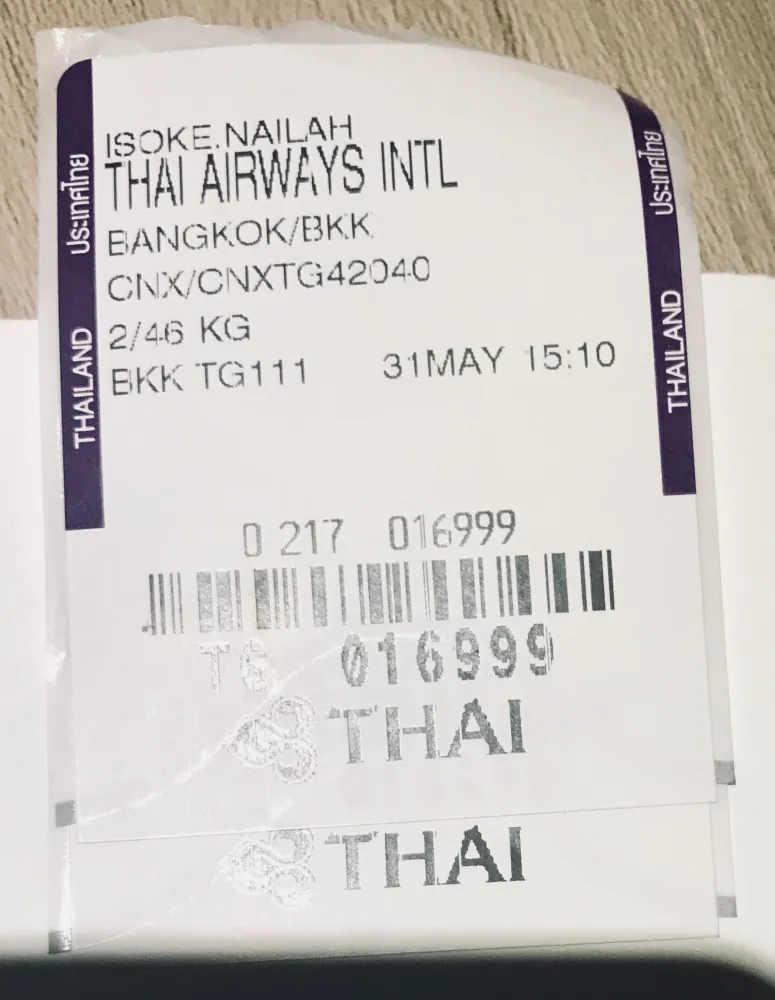 ISOKE.NAILAH
THAI AIRWAYS INTL
BANGKOK/BKK
CNX/CNXTG42040
2/46 KG
BKK TG111 31MAY 15:10
ประเทศไทย
THAILAND
ประเทศไทย
THAILAND
0 217 016999
TG 016999
THAI
THAI